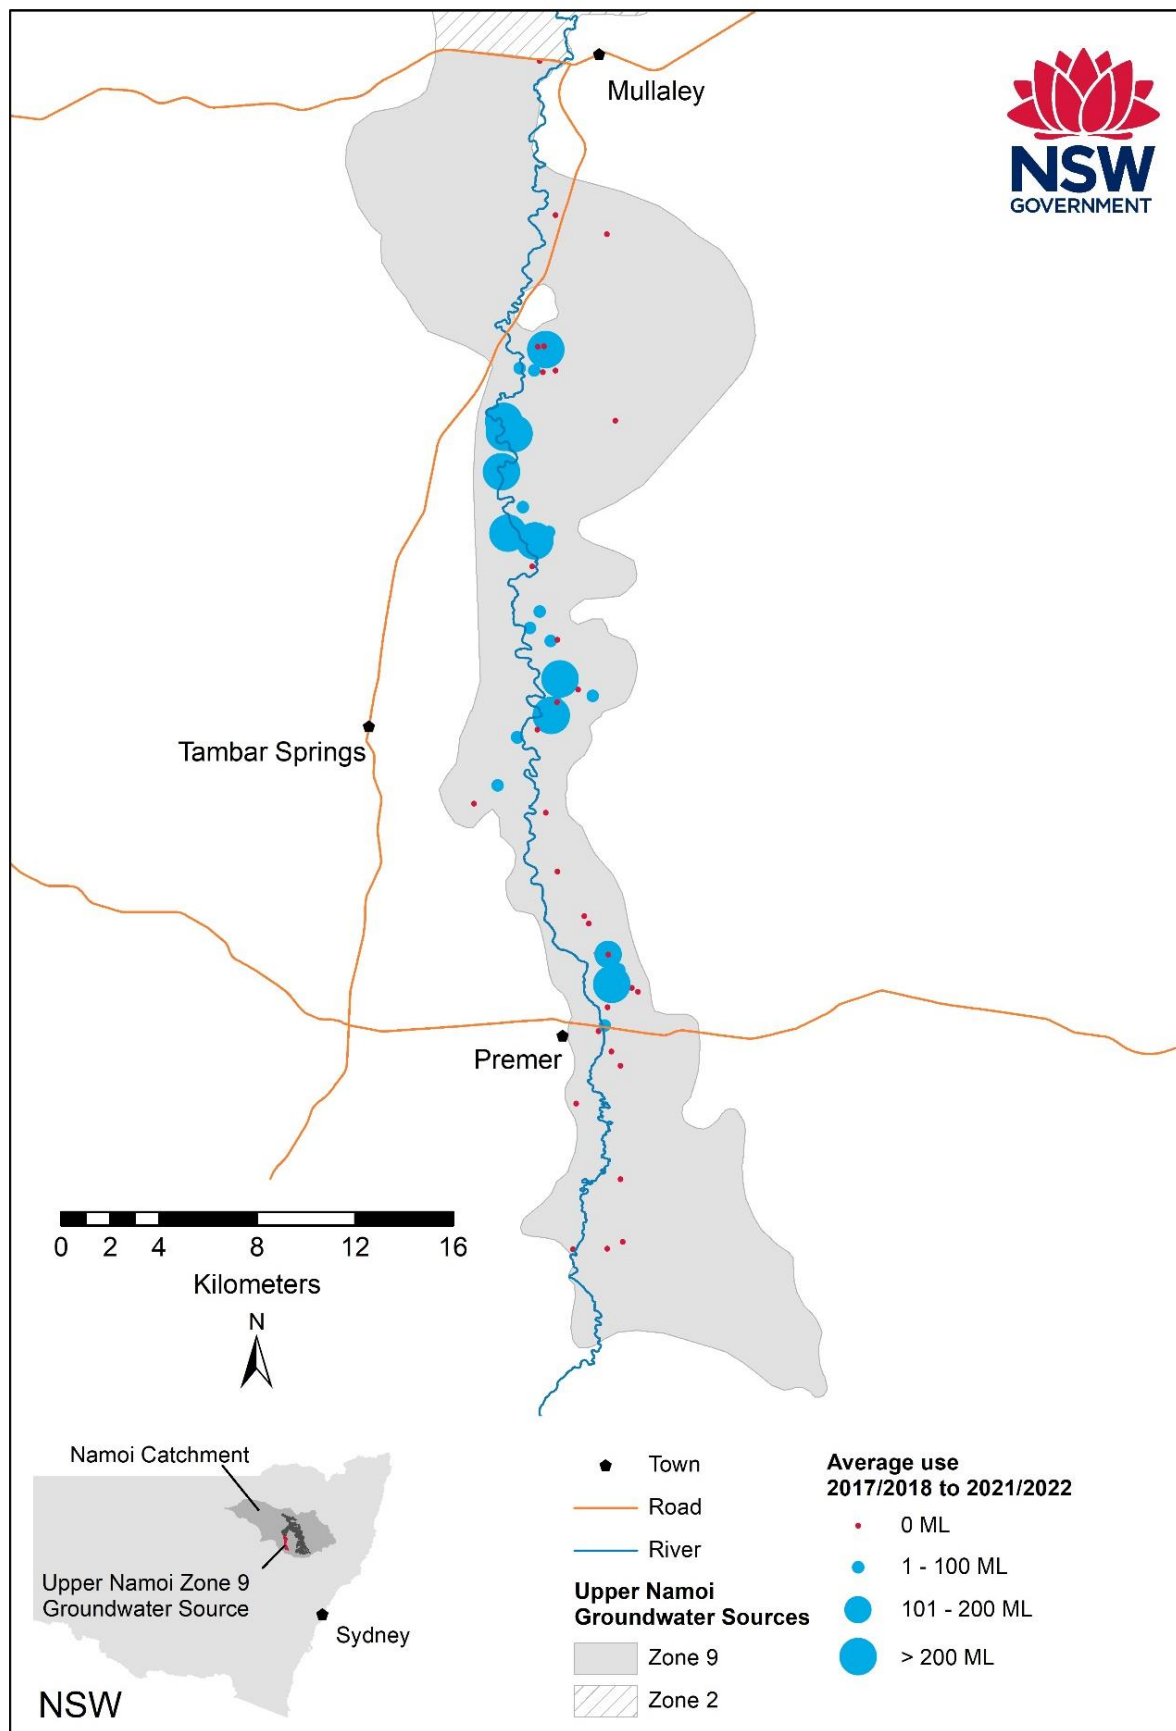 Mullaley
NSW
GOVERNMENT
Tambar Springs
Premer
0 2 4 8 12 16
Kilometers
N
Namoi Catchment
Upper Namoi Zone 9
Groundwater Source
Sydney
NSW
Town
Road
River
Upper Namoi
Groundwater Sources
Zone 9
Zone 2
Average use
2017/2018 to 2021/2022
0 ML
1 - 100 ML
101 - 200 ML
> 200 ML